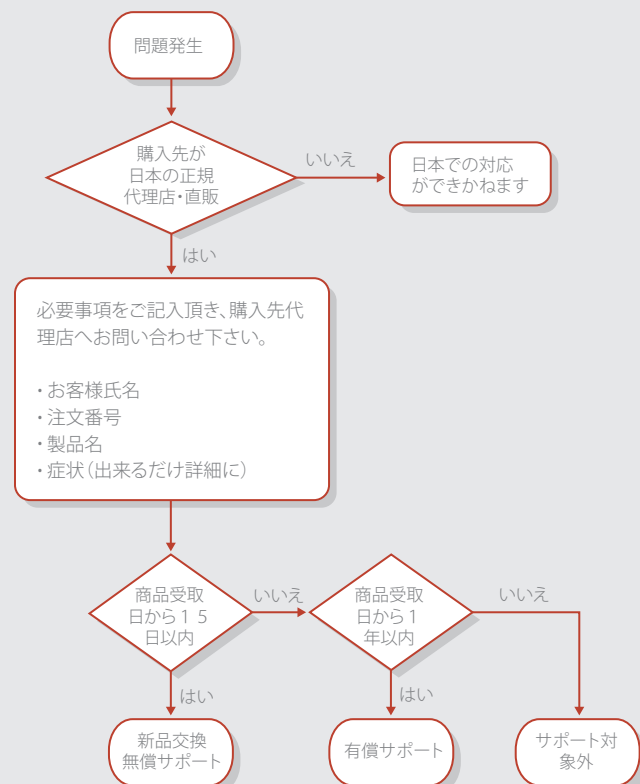 問題発生
購入先が
日本の正規
代理店・直販
いいえ
日本での対応
ができかねます
はい
必要事項をご記入頂き、購入先代
理店へお問い合わせ下さい。
・お客様氏名
・注文番号
・製品名
・症状（出来るだけ詳細に）
商品受取
日から１５
日以内
いいえ
商品受取
日から１
年以内
いいえ
はい
はい
新品交換
無償サポート
有償サポート
サポート対
象外